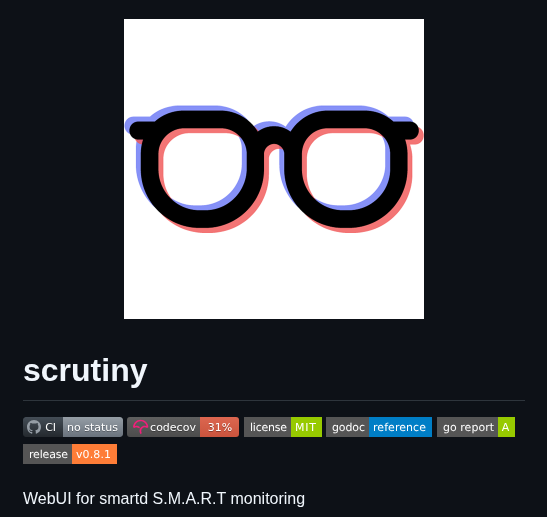 scrutiny
CI no status codecov 31% license MIT godoc reference go report A
release v0.8.1
WebUI for smartd S.M.A.R.T monitoring